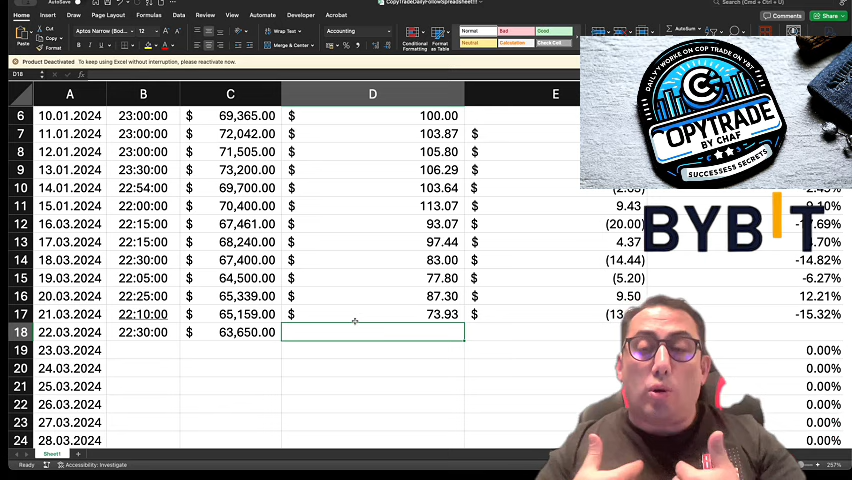 AutoSave
CopyTradeDailyFollowSpreadsheet!!!
Search (Cmd + Ctrl + U)
Home Insert Draw Page Layout Formulas Data Review View Automate Developer Acrobat
Comments Share
Cut Aptos Narrow (Bod... 12 Wrap Text Accounting Normal Bad Good AutoSum
Copy
Paste Format B I U Merge & Center Conditional Formatting Format as Table Neutral Calculation Check Cell
Product Deactivated To keep using Excel without interruption, please reactivate now.
D18 fx
A B C D E
6 10.01.2024 23:00:00 $ 69,365.00 $ 100.00
7 11.01.2024 23:00:00 $ 72,042.00 $ 103.87 $
8 12.01.2024 23:00:00 $ 71,505.00 $ 105.80 $
9 13.01.2024 23:30:00 $ 73,200.00 $ 106.29 $
10 14.01.2024 22:54:00 $ 69,700.00 $ 103.64 $
11 15.01.2024 22:00:00 $ 70,400.00 $ 113.07 $ 9.43 9.10%
12 16.03.2024 22:15:00 $ 67,461.00 $ 93.07 $ (20.00)
13 17.03.2024 22:15:00 $ 68,240.00 $ 97.44 $ 4.37
14 18.03.2024 22:30:00 $ 67,400.00 $ 83.00 $ (14.44) -14.82%
15 19.03.2024 22:05:00 $ 64,500.00 $ 77.80 $ (5.20) -6.27%
16 20.03.2024 22:25:00 $ 65,339.00 $ 87.30 $ 9.50 12.21%
17 21.03.2024 22:10:00 $ 65,159.00 $ 73.93 $ (13 -15.32%
18 22.03.2024 22:30:00 $ 63,650.00
19 23.03.2024 0.00%
20 24.03.2024 0.00%
21 25.03.2024 0.00%
22 26.03.2024 0.00%
23 27.03.2024 0.00%
24 28.03.2024 0.00%
Sheet1
Ready Accessibility: Investigate 257%
DAILY Y WORKE ON COP TRADE ON YBT
C
OPYTRADE
BY CHAF
SUCCESSESS SECRETS
BYBIT